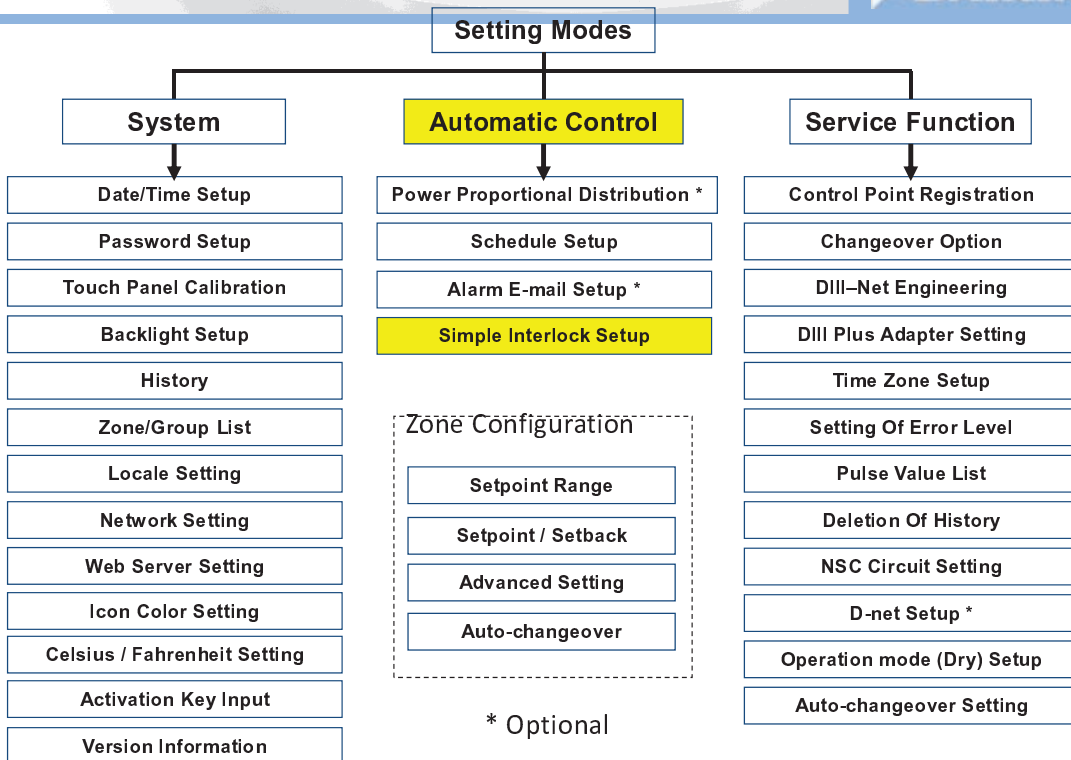 Setting Modes
System
Date/Time Setup
Password Setup
Touch Panel Calibration
Backlight Setup
History
Zone/Group List
Locale Setting
Network Setting
Web Server Setting
Icon Color Setting
Celsius / Fahrenheit Setting
Activation Key Input
Version Information
Automatic Control
Power Proportional Distribution *
Schedule Setup
Alarm E-mail Setup *
Simple Interlock Setup
Zone Configuration
Setpoint Range
Setpoint / Setback
Advanced Setting
Auto-changeover
* Optional
Service Function
Control Point Registration
Changeover Option
DIII–Net Engineering
DIII Plus Adapter Setting
Time Zone Setup
Setting Of Error Level
Pulse Value List
Deletion Of History
NSC Circuit Setting
D-net Setup *
Operation mode (Dry) Setup
Auto-changeover Setting